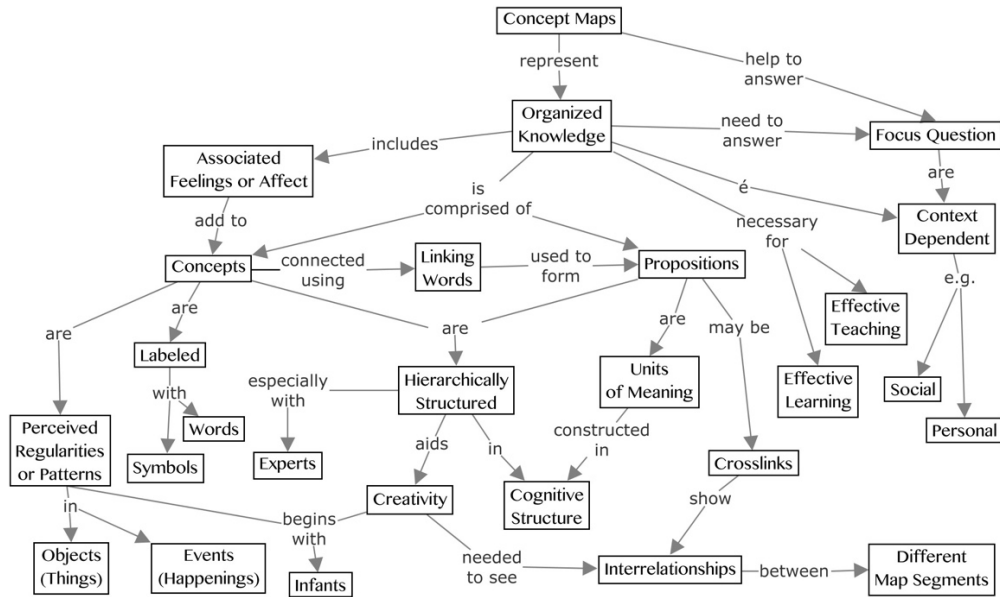 Concept Maps
represent
help to
answer
Organized
Knowledge
need to
answer
Focus Question
includes
Associated
Feelings or Affect
is
comprised of
é
are
necessary
for
Context
Dependent
add to
Concepts
connected
using
Linking
Words
used to
form
Propositions
e.g.
are
are
are
are
may be
Effective
Teaching
Labeled
especially
with
Hierarchically
Structured
Units
of Meaning
Effective
Learning
Social
Personal
with
Words
Perceived
Regularities
or Patterns
Symbols
Experts
aids
in
constructed
in
Crosslinks
Creativity
Cognitive
Structure
show
in
begins
with
needed
to see
Objects
(Things)
Events
(Happenings)
Infants
Interrelationships
between
Different
Map Segments